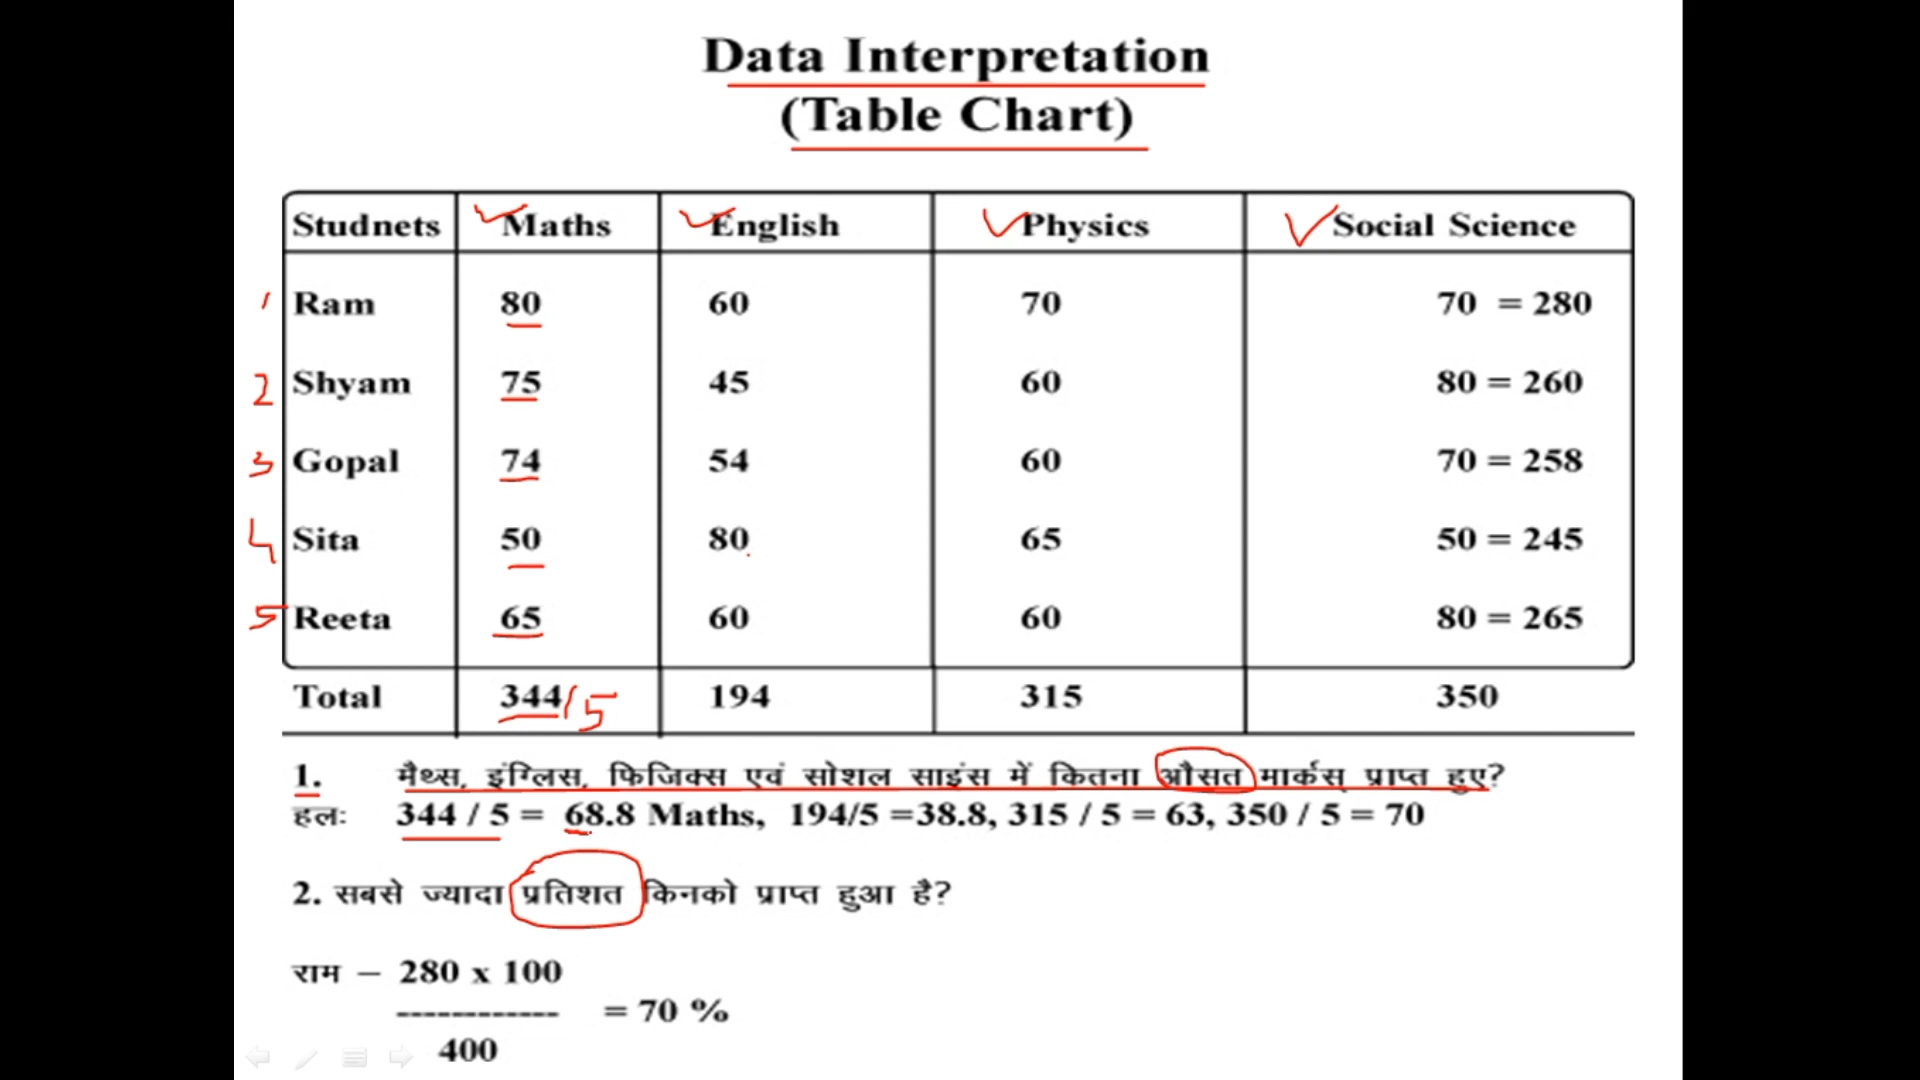 Data Interpretation
(Table Chart)
Studnets Maths English Physics Social Science
1 Ram 80 60 70 70 = 280
2 Shyam 75 45 60 80 = 260
3 Gopal 74 54 60 70 = 258
4 Sita 50 80 65 50 = 245
5 Reeta 65 60 60 80 = 265
Total 344/5 194 315 350
1. मैथ्स, इंग्लिस, फिजिक्स एवं सोशल साइंस में कितना औसत मार्कस् प्राप्त हुए?
हलः 344 / 5 = 68.8 Maths, 194/5 =38.8, 315 / 5 = 63, 350 / 5 = 70
2. सबसे ज्यादा प्रतिशत किनको प्राप्त हुआ है?
राम – 280 x 100
------------ = 70 %
400